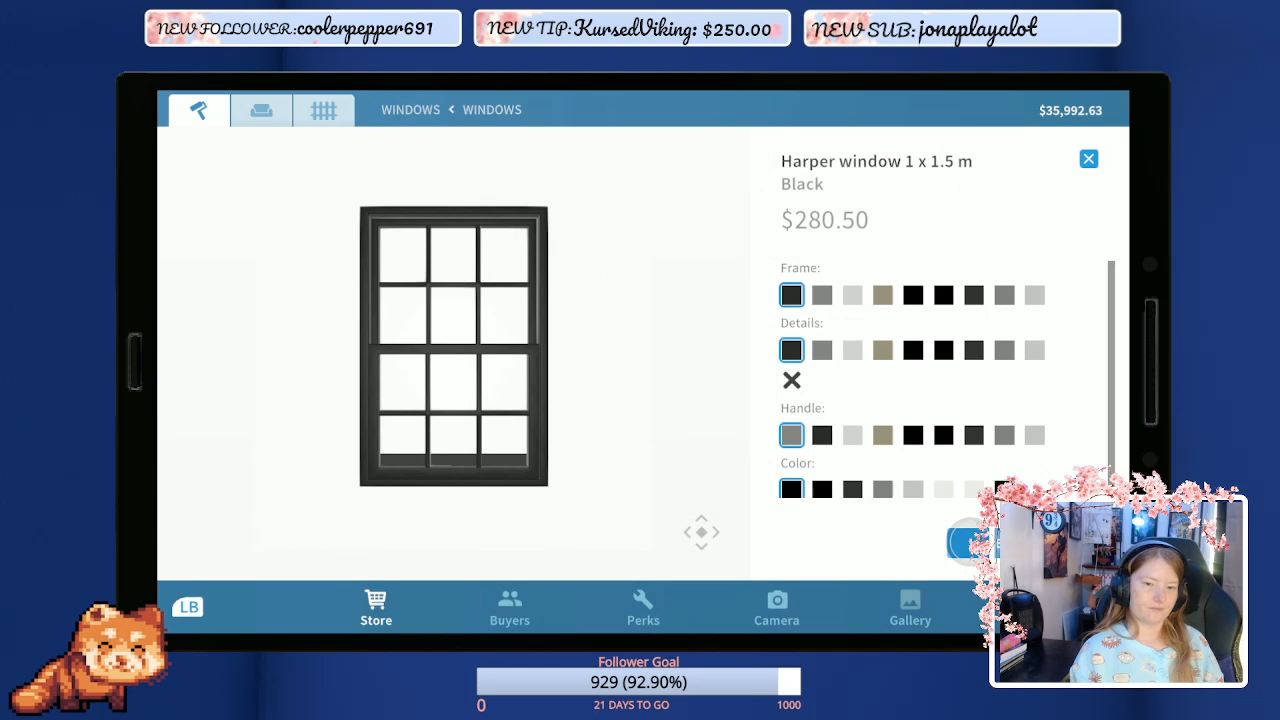 NEW FOLLOWER: coolerpepper691
NEW TIP: KursedViking: $250.00
NEW SUB: jonaplayalot
WINDOWS < WINDOWS
$35,992.63
Harper window 1 x 1.5 m
Black
$280.50
Frame:
Details:
Handle:
Color:
LB
Store
Buyers
Perks
Camera
Gallery
Follower Goal
929 (92.90%)
0
21 DAYS TO GO
1000